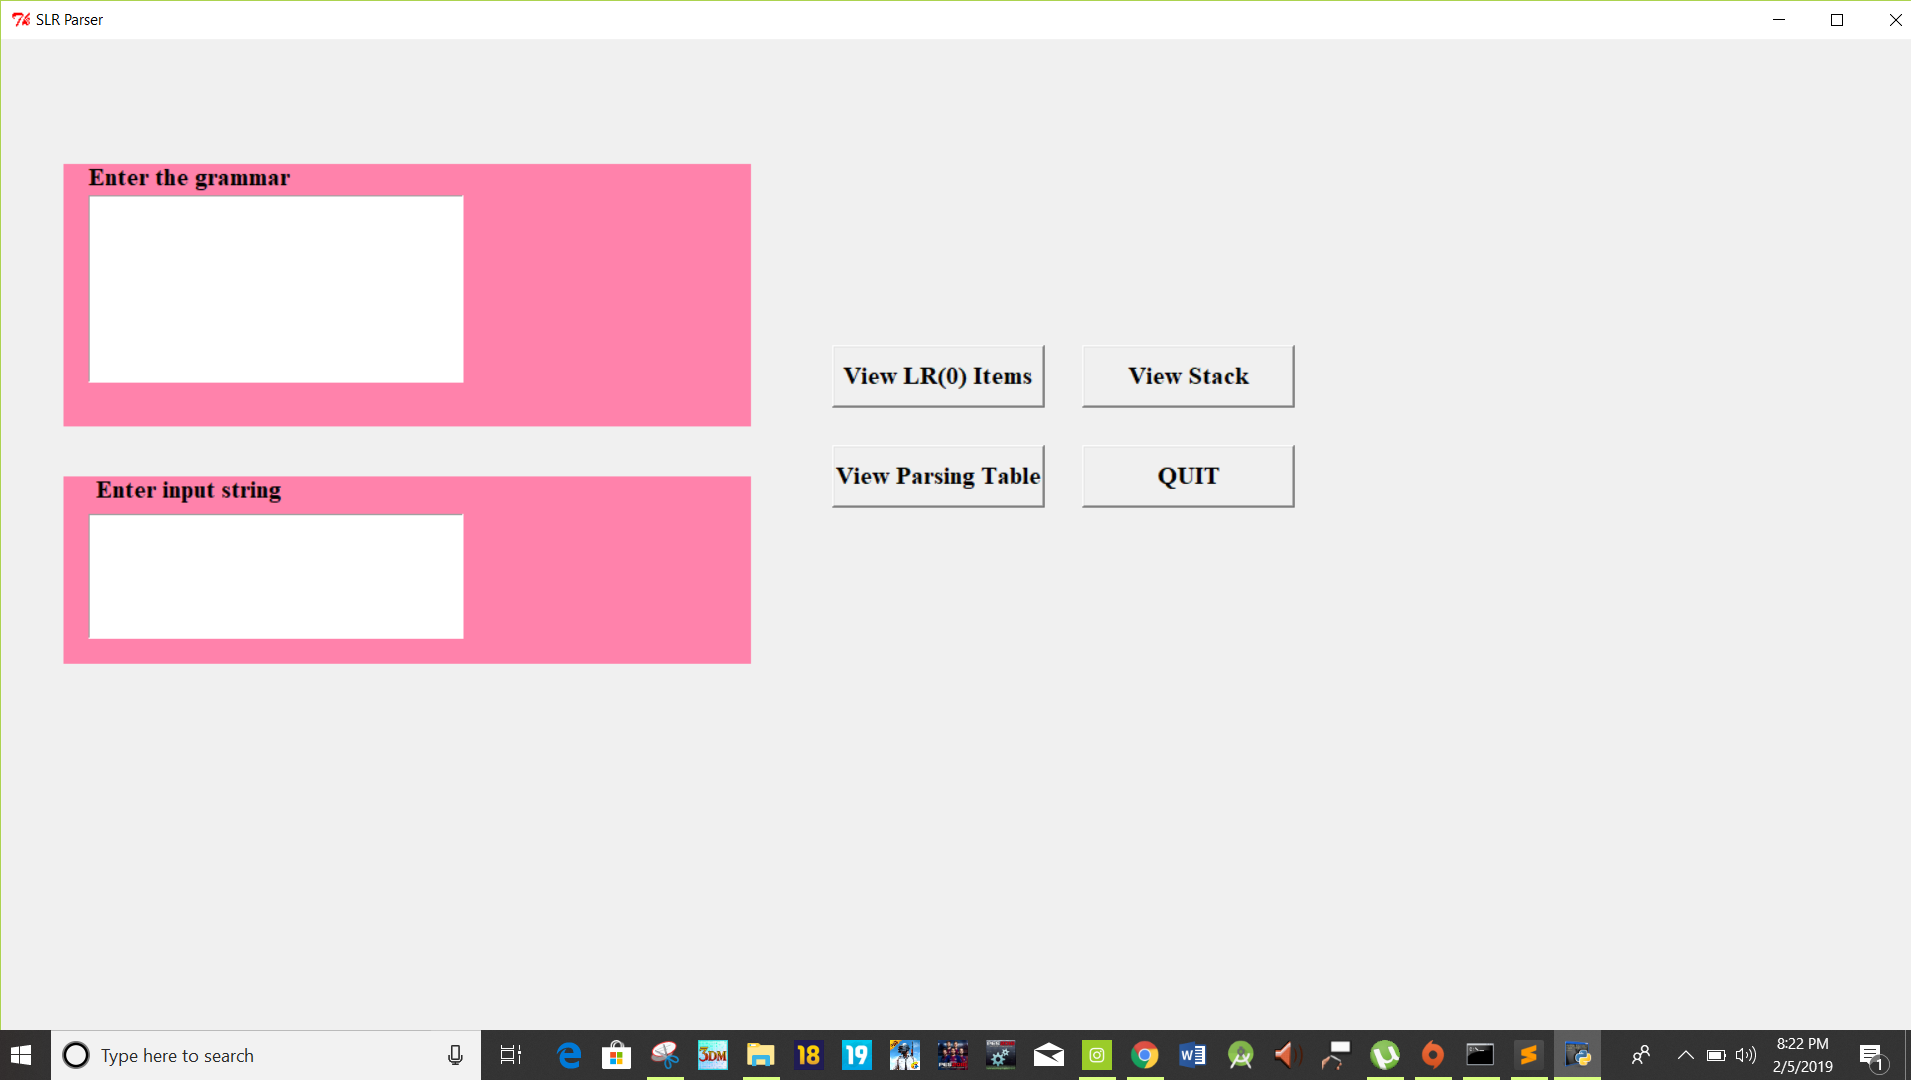 SLR Parser
Enter the grammar
View LR(0) Items
View Stack
Enter input string
View Parsing Table
QUIT
Type here to search
3DM
18
19
8:22 PM
2/5/2019
1